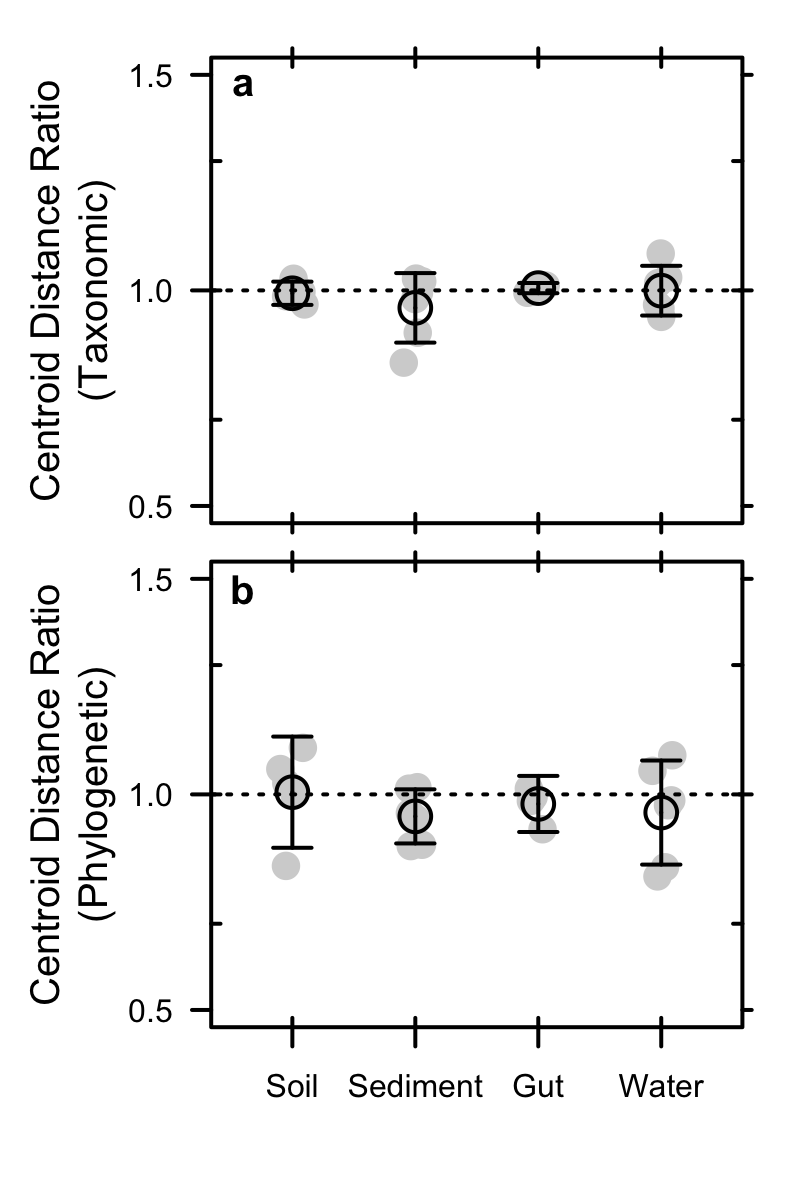 a
Centroid Distance Ratio
(Taxonomic)
1.5
1.0
0.5
b
Centroid Distance Ratio
(Phylogenetic)
1.5
1.0
0.5
Soil Sediment Gut Water